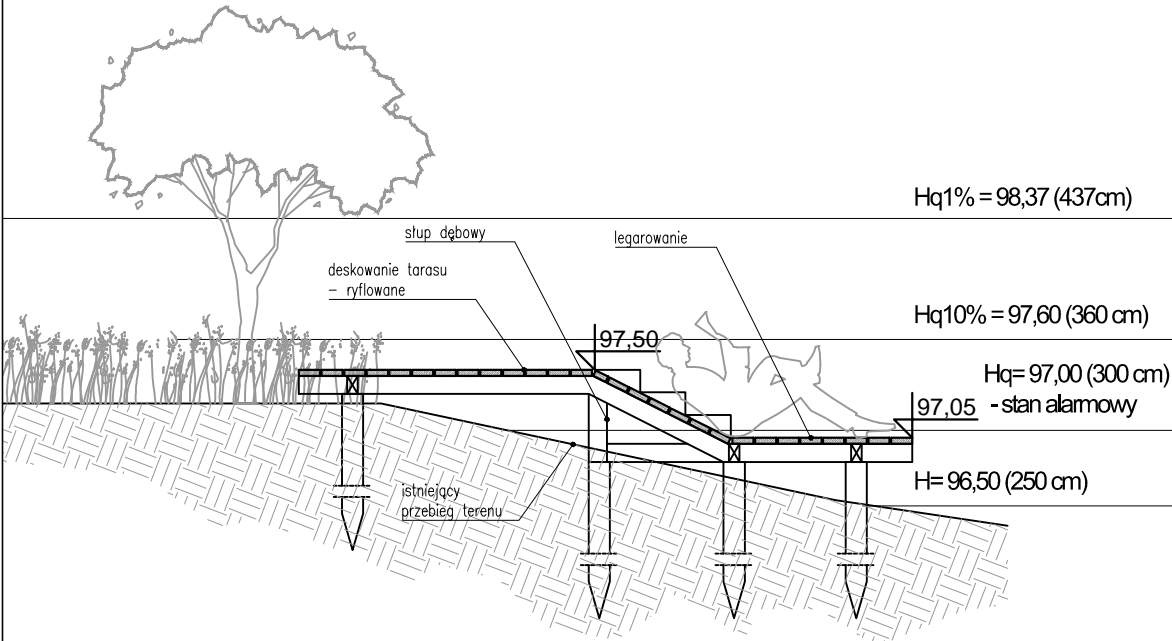 Hq1% = 98,37 (437cm)
słup dębowy
legarowanie
deskowanie tarasu
– ryflowane
Hq10% = 97,60 (360 cm)
97,50
Hq= 97,00 (300 cm)
- stan alarmowy
97,05
H= 96,50 (250 cm)
istniejący
przebieg terenu